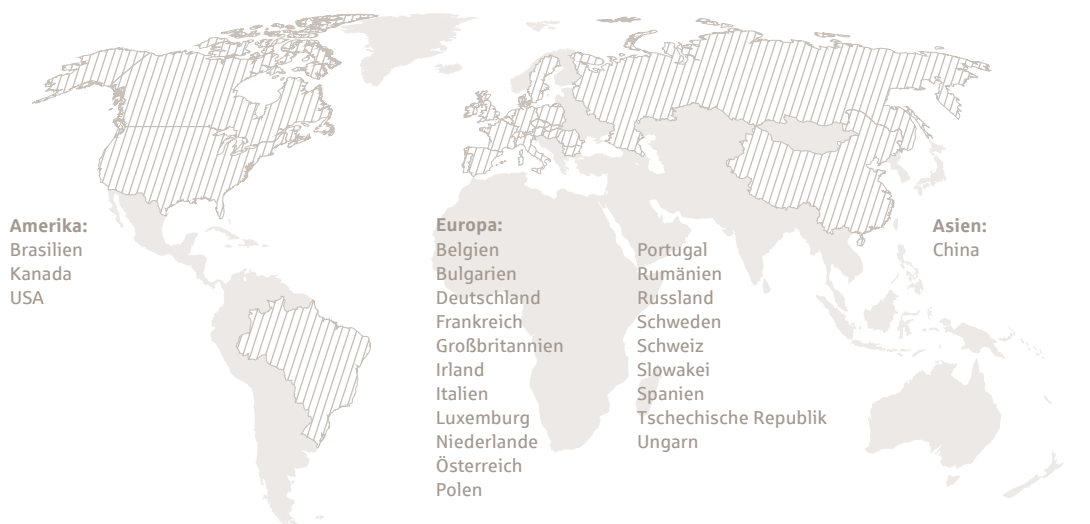 Amerika:
Brasilien
Kanada
USA
Europa:
Belgien
Bulgarien
Deutschland
Frankreich
Großbritannien
Irland
Italien
Luxemburg
Niederlande
Österreich
Polen
Portugal
Rumänien
Russland
Schweden
Schweiz
Slowakei
Spanien
Tschechische Republik
Ungarn
Asien:
China